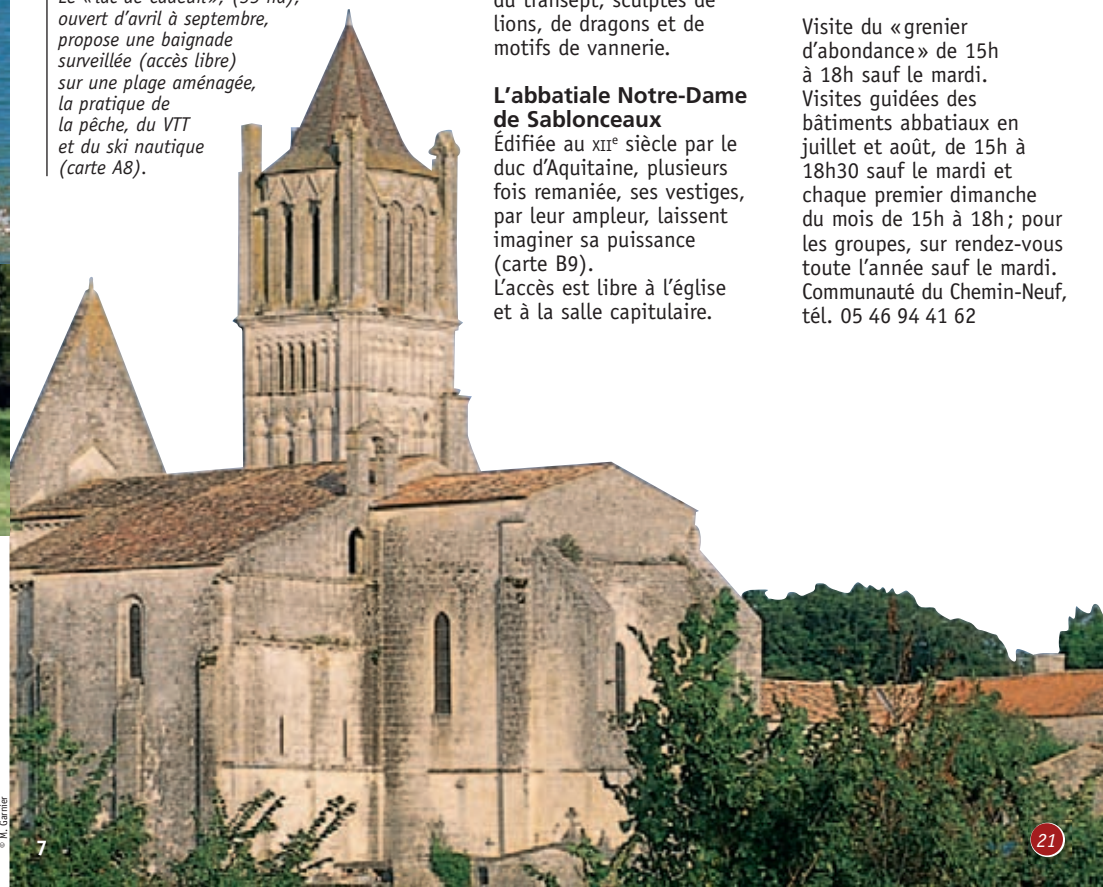 ouvert d'avril à septembre,
propose une baignade
surveillée (accès libre)
sur une plage aménagée,
la pratique de
la pêche, du VTT
et du ski nautique
(carte A8).
du transept, sculptés de
lions, de dragons et de
motifs de vannerie.
L'abbatiale Notre-Dame
de Sablonceaux
Édifiée au XIIe siècle par le
duc d'Aquitaine, plusieurs
fois remaniée, ses vestiges,
par leur ampleur, laissent
imaginer sa puissance
(carte B9).
L'accès est libre à l'église
et à la salle capitulaire.
Visite du « grenier
d'abondance » de 15h
à 18h sauf le mardi.
Visites guidées des
bâtiments abbatiaux en
juillet et août, de 15h à
18h30 sauf le mardi et
chaque premier dimanche
du mois de 15h à 18h ; pour
les groupes, sur rendez-vous
toute l'année sauf le mardi.
Communauté du Chemin-Neuf,
tél. 05 46 94 41 62
© M. Garnier
7
21